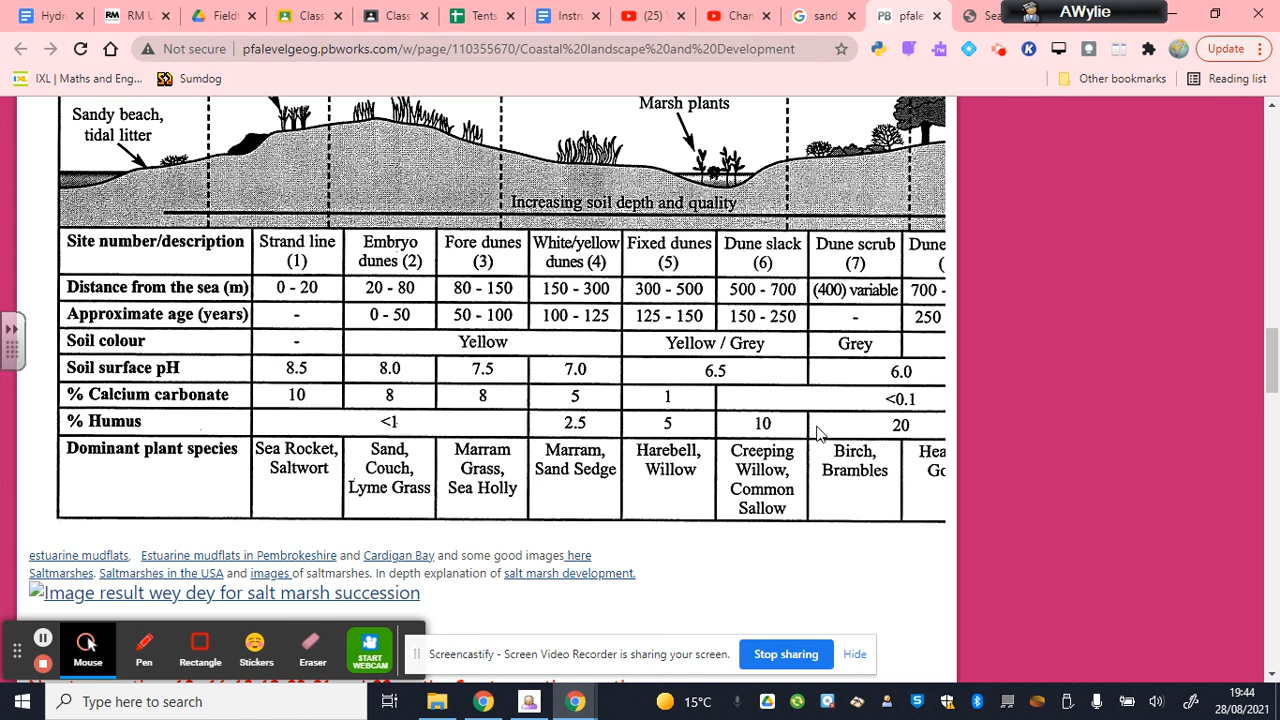 Hydro
RM U
Field
Class
Class
Tents
Instru
(25) Y
Chan
sand
pfale
Sea
AWylie
Not secure
pfalevelgeog.pbworks.com/w/page/110355670/Coastal%20landscape%20and%20Development
Update
IXL | Maths and Eng...
Sumdog
Other bookmarks
Reading list
Sandy beach,
tidal litter
Marsh plants
Increasing soil depth and quality
Site number/description Strand line (1) Embryo dunes (2) Fore dunes (3) White/yellow dunes (4) Fixed dunes (5) Dune slack (6) Dune scrub (7) Dune (
Distance from the sea (m) 0 - 20 20 - 80 80 - 150 150 - 300 300 - 500 500 - 700 (400) variable 700 -
Approximate age (years) - 0 - 50 50 - 100 100 - 125 125 - 150 150 - 250 - 250
Soil colour - Yellow Yellow / Grey Grey
Soil surface pH 8.5 8.0 7.5 7.0 6.5 6.0
% Calcium carbonate 10 8 8 5 1 <0.1
% Humus <1 2.5 5 10 20
Dominant plant species Sea Rocket, Saltwort Sand, Couch, Lyme Grass Marram Grass, Sea Holly Marram, Sand Sedge Harebell, Willow Creeping Willow, Common Sallow Birch, Brambles Hea Go
estuarine mudflats, Estuarine mudflats in Pembrokeshire and Cardigan Bay and some good images here
Saltmarshes. Saltmarshes in the USA and images of saltmarshes. In depth explanation of salt marsh development.
Image result wey dey for salt marsh succession
Mouse
Pen
Rectangle
Stickers
Eraser
START
WEBCAM
Screencastify - Screen Video Recorder is sharing your screen.
Stop sharing
Hide
Type here to search
15°C
19:44
28/08/2021